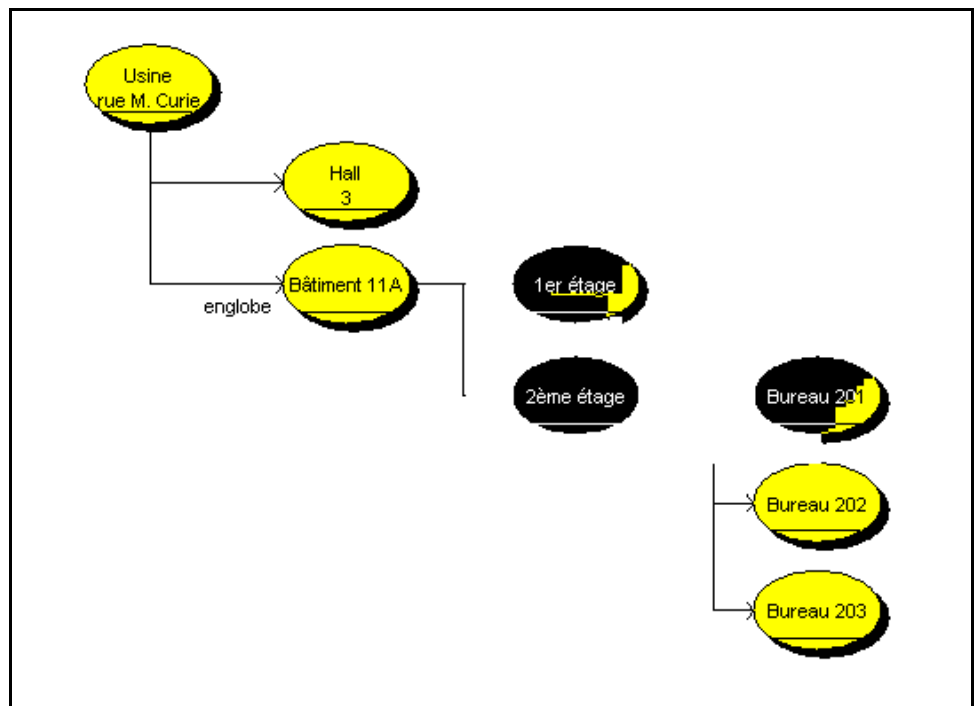 Usine
rue M. Curie
Hall
3
Bâtiment 11A
englobe
1er étage
2ème étage
Bureau 201
Bureau 202
Bureau 203